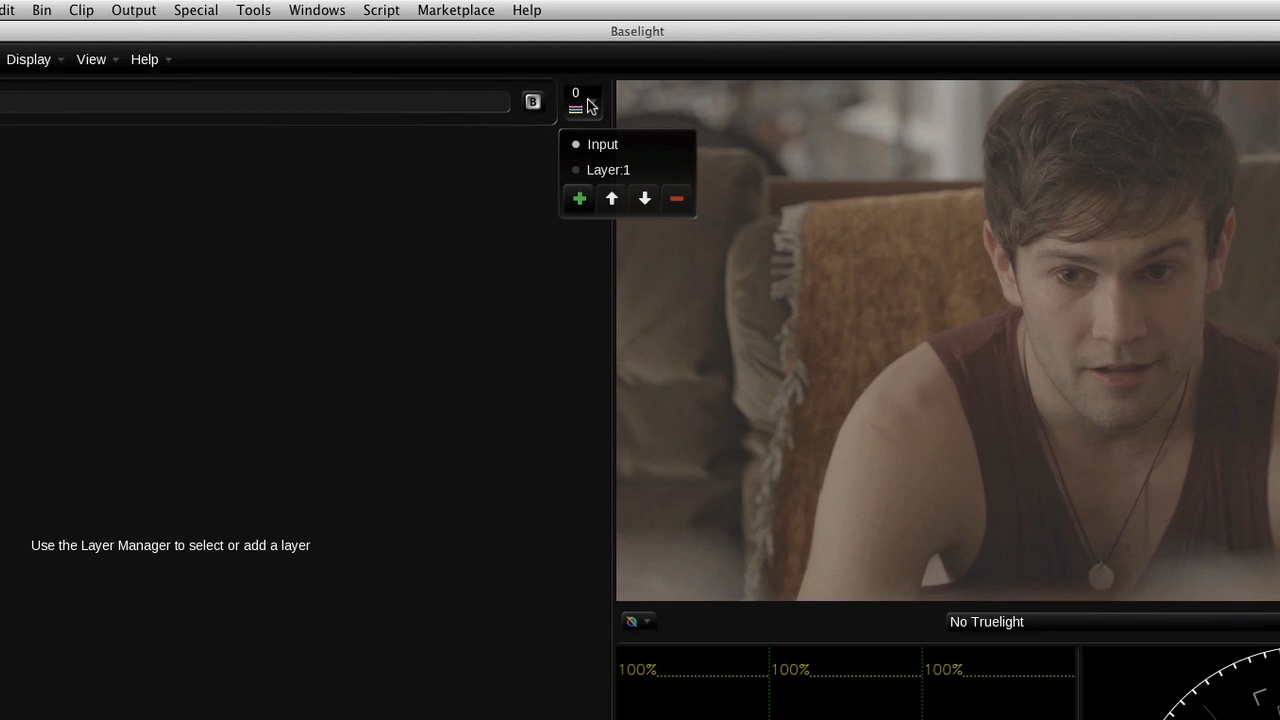 dit Bin Clip Output Special Tools Windows Script Marketplace Help
Baselight
Display View Help
B
0
Input
Layer:1
Use the Layer Manager to select or add a layer
No Truelight
100% 100% 100%